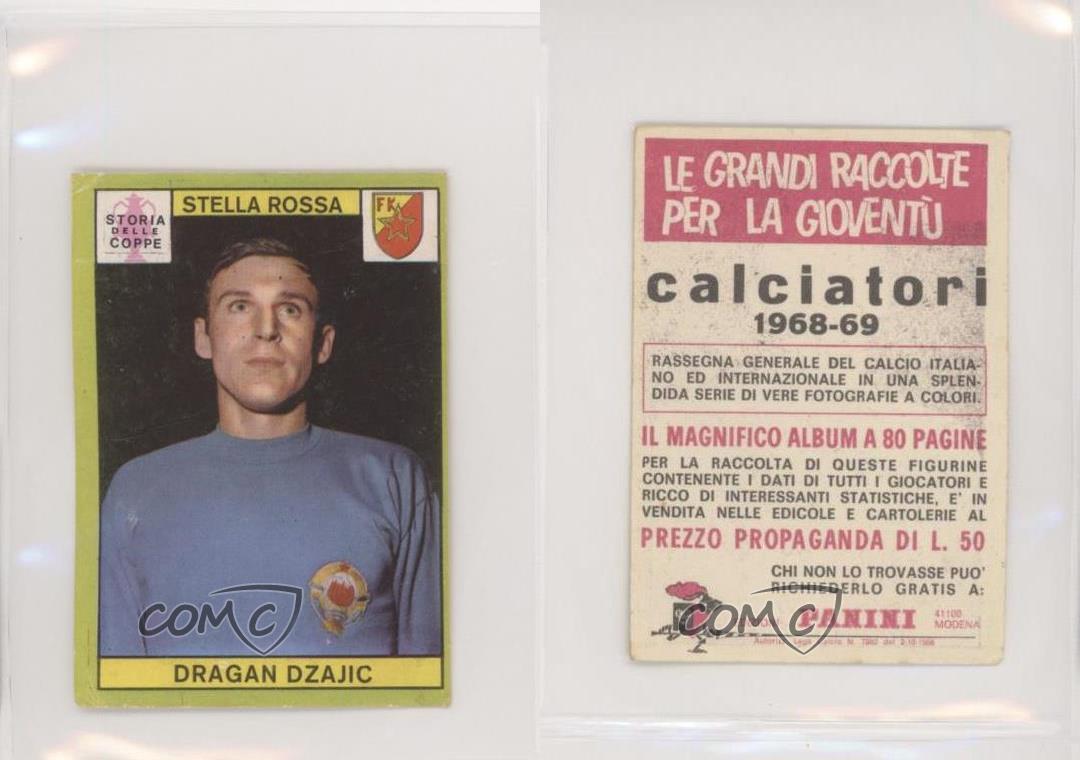 STELLA ROSSA
STORIA
DELLE
COPPE
FK
DRAGAN DZAJIC
COMC
LE GRANDI RACCOLTE
PER LA GIOVENTÙ
calciatori
1968-69
RASSEGNA GENERALE DEL CALCIO ITALIA-
NO ED INTERNAZIONALE IN UNA SPLEN-
DIDA SERIE DI VERE FOTOGRAFIE A COLORI.
IL MAGNIFICO ALBUM A 80 PAGINE
PER LA RACCOLTA DI QUESTE FIGURINE
CONTENENTE I DATI DI TUTTI I GIOCATORI E
RICCO DI INTERESSANTI STATISTICHE, E' IN
VENDITA NELLE EDICOLE E CARTOLERIE AL
PREZZO PROPAGANDA DI L. 50
CHI NON LO TROVASSE PUO'
RICHIEDERLO GRATIS A:
PANINI
41100
MODENA
COMC